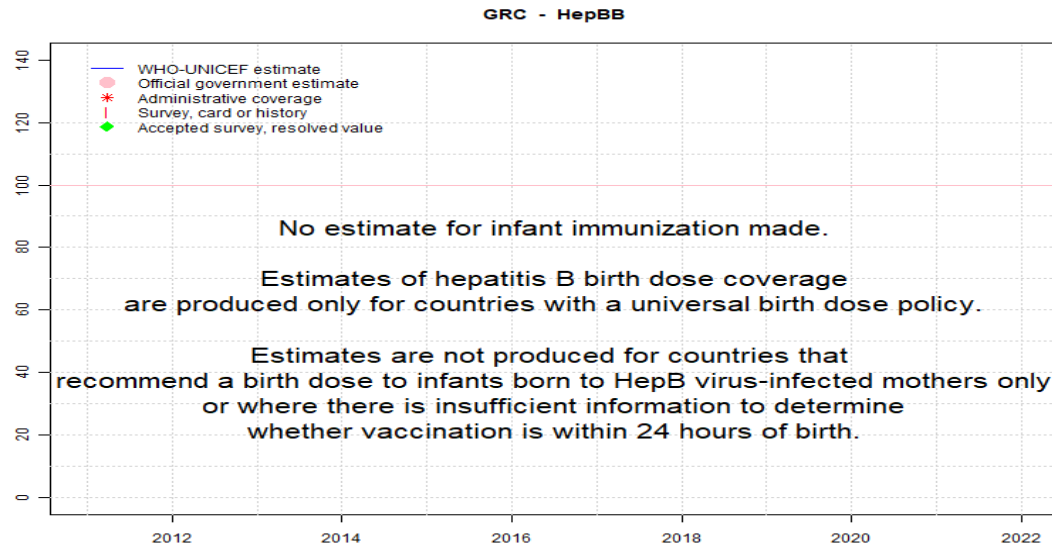 GRC - HepBB
140
120
100
80
60
40
20
0
WHO-UNICEF estimate
Official government estimate
Administrative coverage
Survey, card or history
Accepted survey, resolved value
No estimate for infant immunization made.
Estimates of hepatitis B birth dose coverage
are produced only for countries with a universal birth dose policy.
Estimates are not produced for countries that
recommend a birth dose to infants born to HepB virus-infected mothers only
or where there is insufficient information to determine
whether vaccination is within 24 hours of birth.
2012 2014 2016 2018 2020 2022